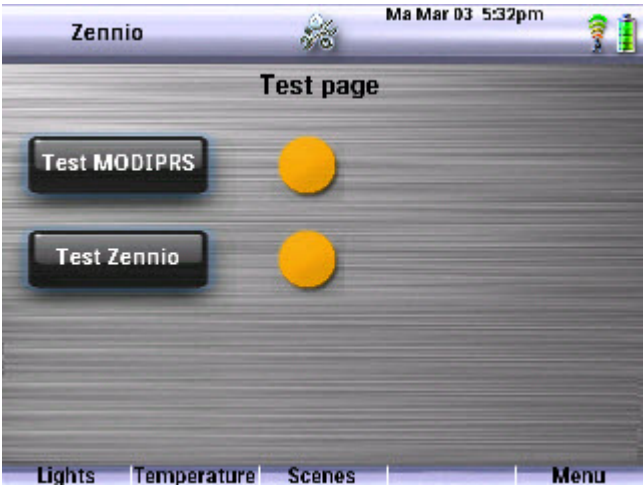 Zennio
Ma Mar 03 5:32pm
Test page
Test MODIPRS
Test Zennio
Lights Temperature Scenes Menu